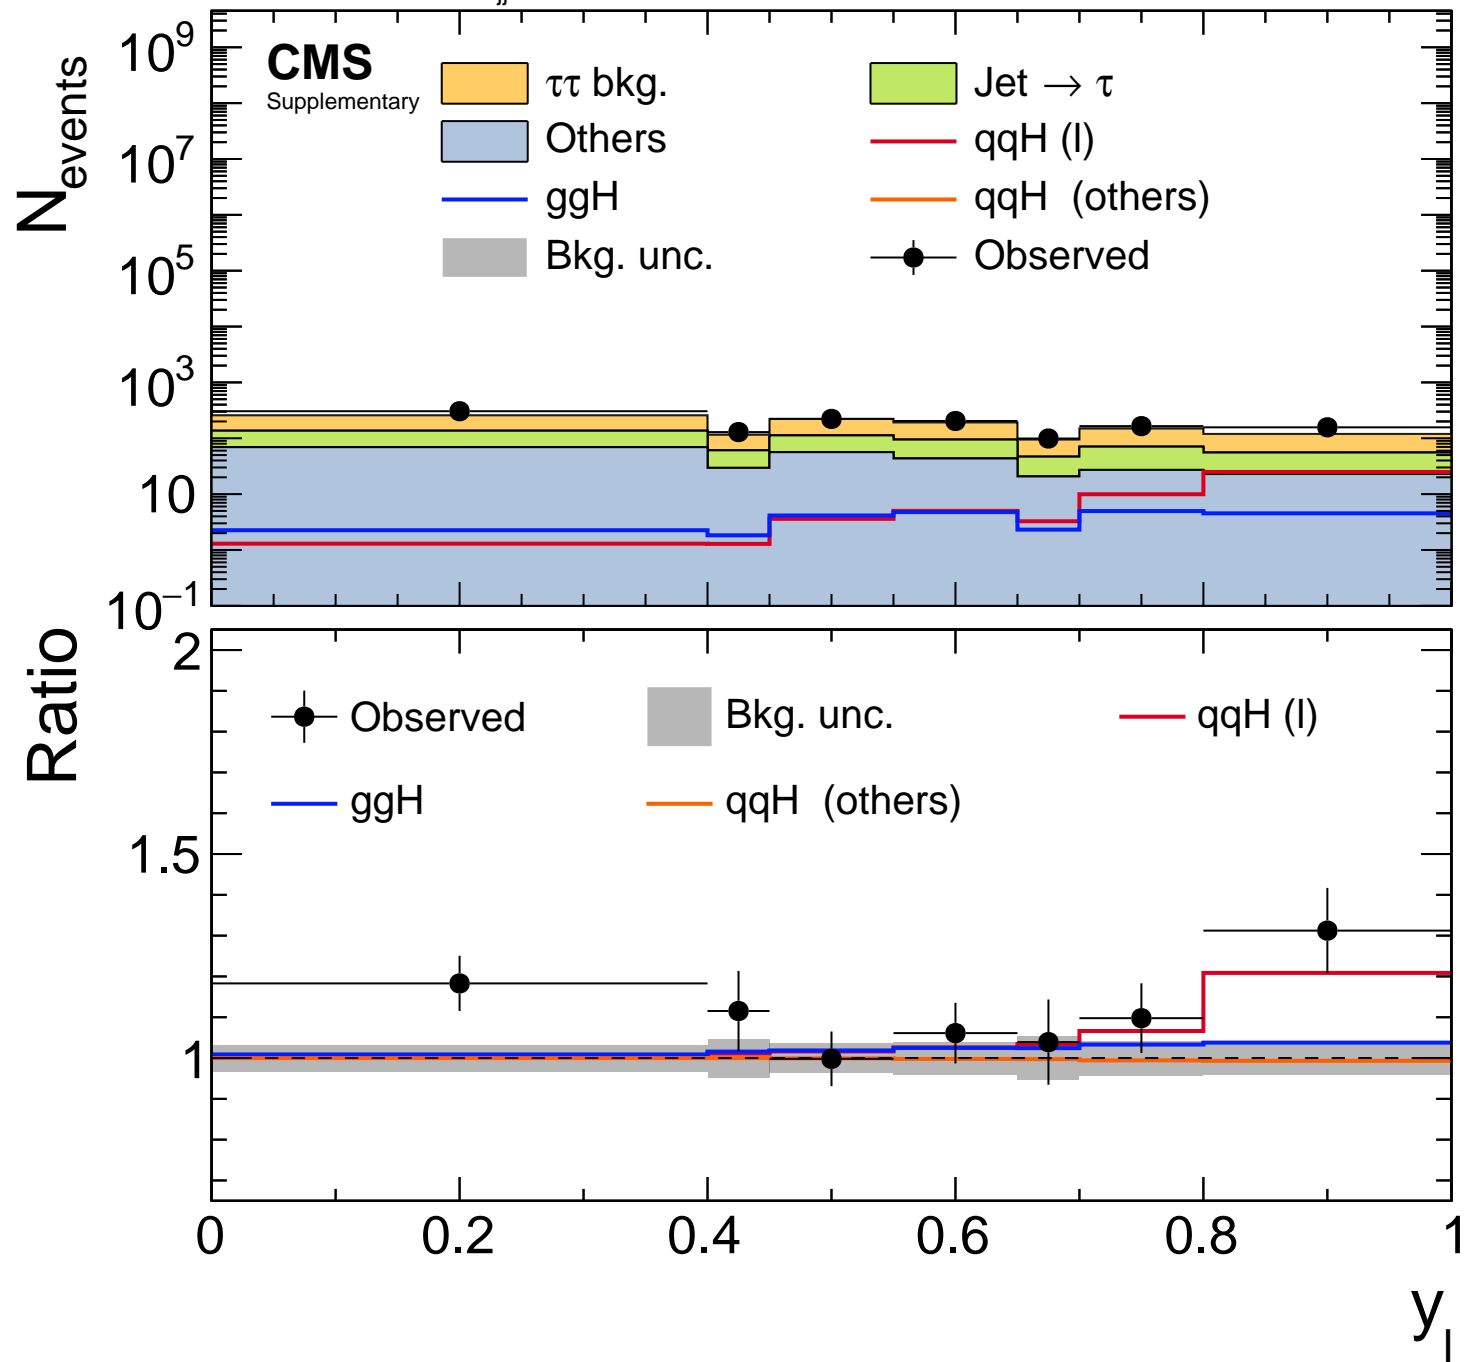 CMS
Supplementary
ττ bkg.
Jet → τ
Others
qqH (l)
ggH
qqH (others)
Bkg. unc.
Observed
N_events
10^9
10^7
10^5
10^3
10
10^−1
Ratio
2
1.5
1
Observed
Bkg. unc.
qqH (l)
ggH
qqH (others)
0 0.2 0.4 0.6 0.8 1
y_l